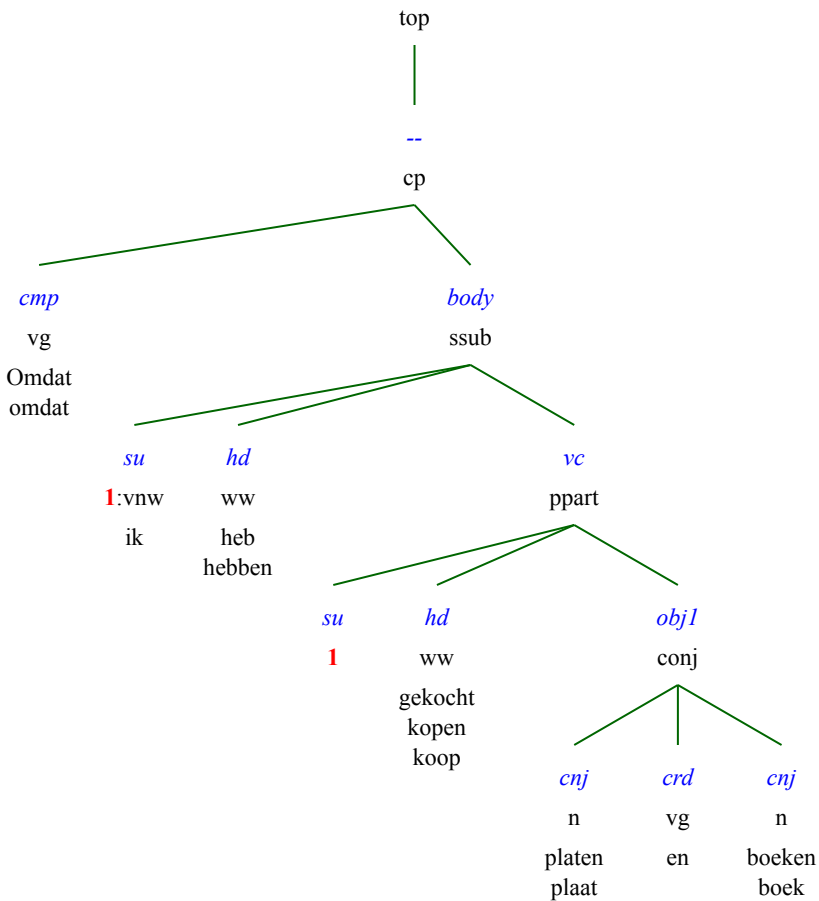 top
--
cp
cmp body
vg ssub
Omdat
omdat
su hd vc
1:vnw ww ppart
ik heb
hebben
su hd obj1
1 ww conj
gekocht
kopen
koop
cnj crd cnj
n vg n
platen en boeken
plaat boek